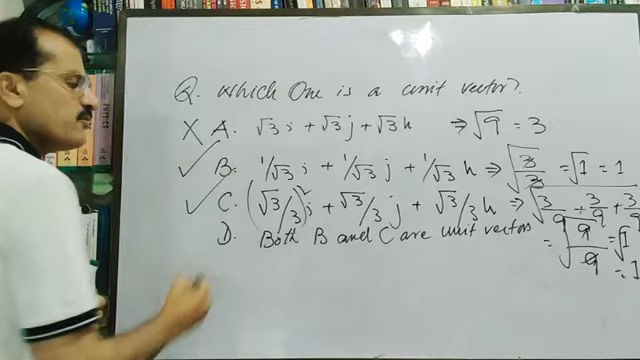 Q. Which One is a unit vector?
X A. √3 i + √3 j + √3 k ⇒ √9 = 3
✓ B. 1/√3 i + 1/√3 j + 1/√3 k ⇒ √3/3 = √1 = 1
✓ C. (√3/3)² i + √3/3 j + √3/3 k ⇒ √3/9 + 3/9 + 3/9
D. Both B and C are unit vectors
= √9/9 = √1
= 1
PHYSICS